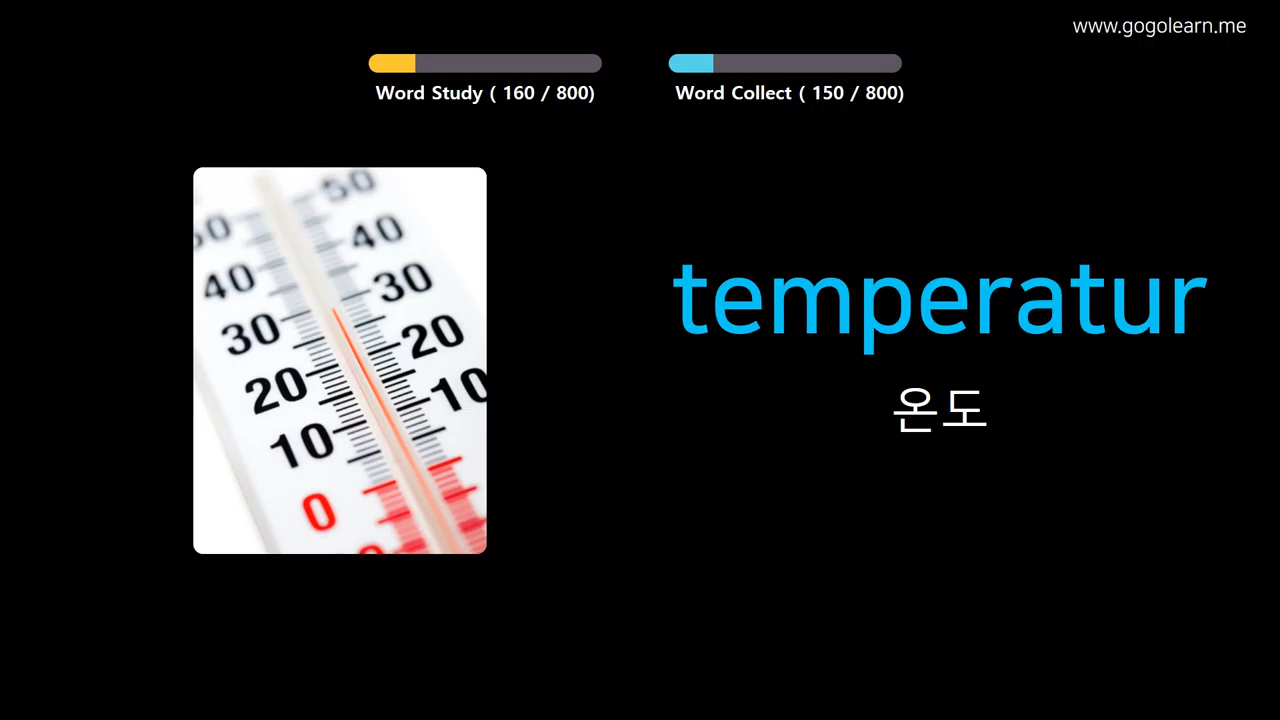 www.gogolearn.me
Word Study ( 160 / 800)
Word Collect ( 150 / 800)
50
50
40
40
30
30
20
20
10
10
0
temperatur
온도